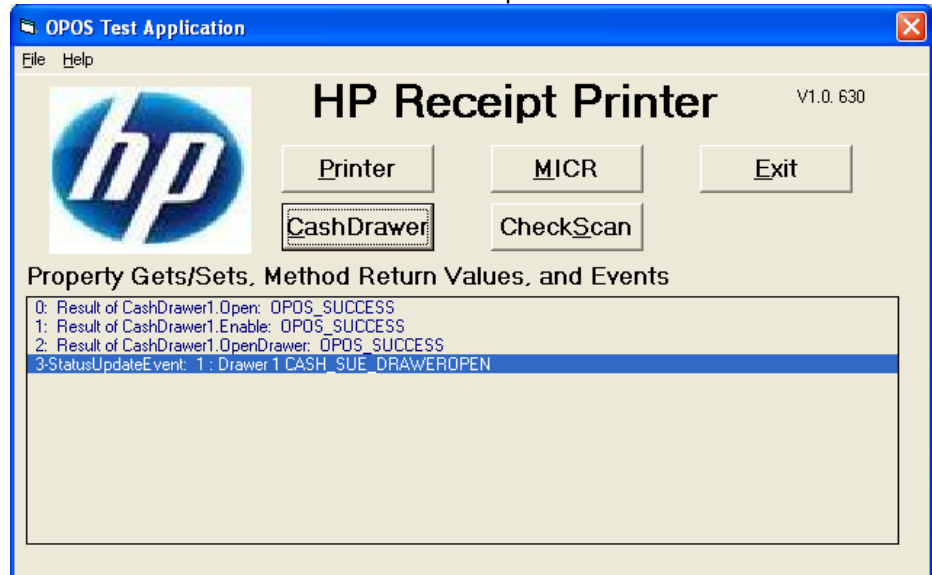 OPOS Test Application
File Help
hp
HP Receipt Printer
V1.0. 630
Printer
MICR
Exit
CashDrawer
CheckScan
Property Gets/Sets, Method Return Values, and Events
0: Result of CashDrawer1.Open: OPOS_SUCCESS
1: Result of CashDrawer1.Enable: OPOS_SUCCESS
2: Result of CashDrawer1.OpenDrawer: OPOS_SUCCESS
3-StatusUpdateEvent: 1 : Drawer 1 CASH_SUE_DRAWEROPEN